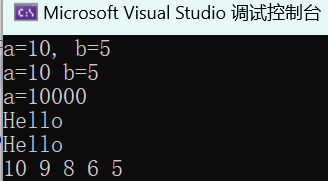 Microsoft Visual Studio 调试控制台
a=10, b=5
a=10 b=5
a=10000
Hello
Hello
10 9 8 6 5